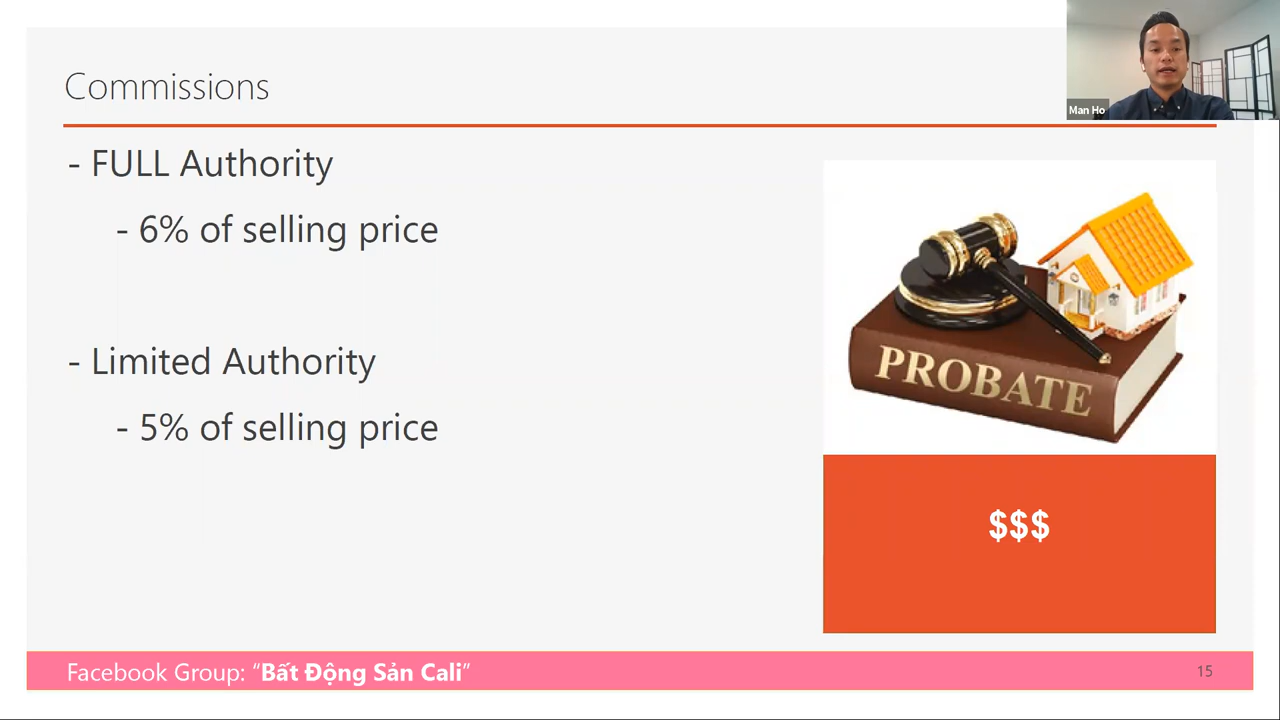 Commissions
Man Ho
- FULL Authority
- 6% of selling price
- Limited Authority
- 5% of selling price
PROBATE
$$$
Facebook Group: “Bất Động Sản Cali”
15